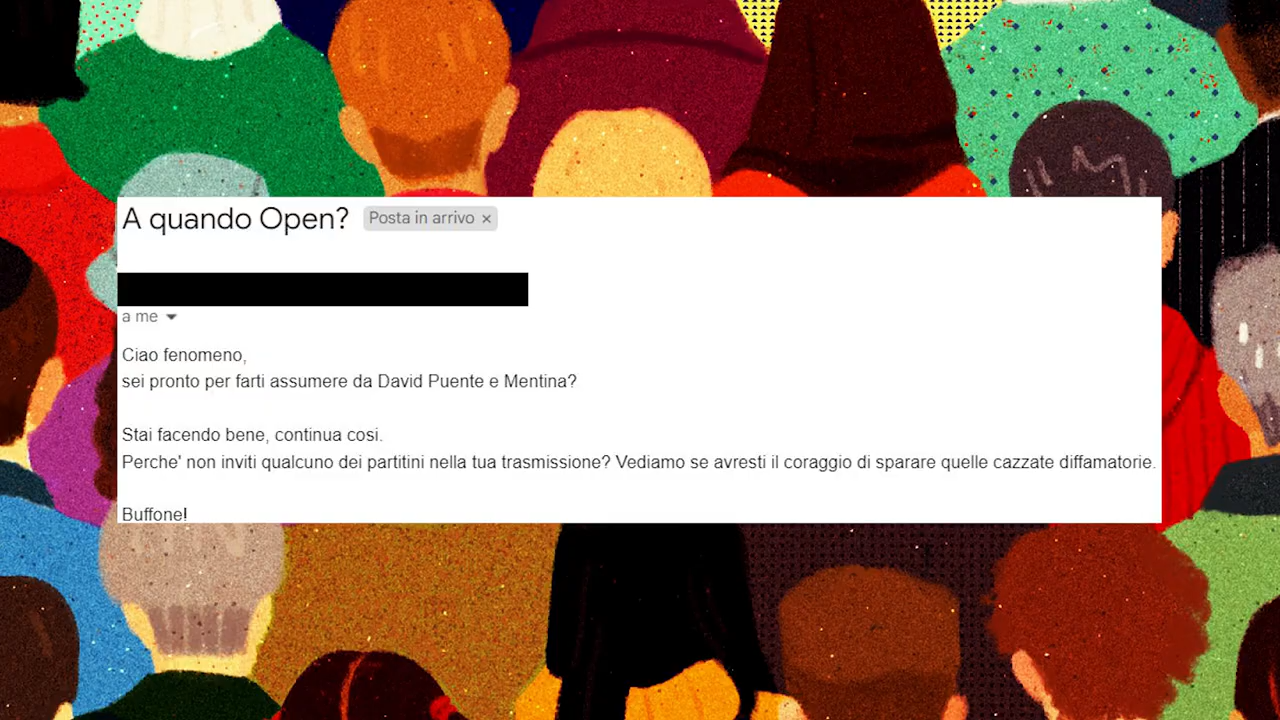 A quando Open? Posta in arrivo ×
a me
Ciao fenomeno,
sei pronto per farti assumere da David Puente e Mentina?
Stai facendo bene, continua cosi.
Perche' non inviti qualcuno dei partitini nella tua trasmissione? Vediamo se avresti il coraggio di sparare quelle cazzate diffamatorie.
Buffone!